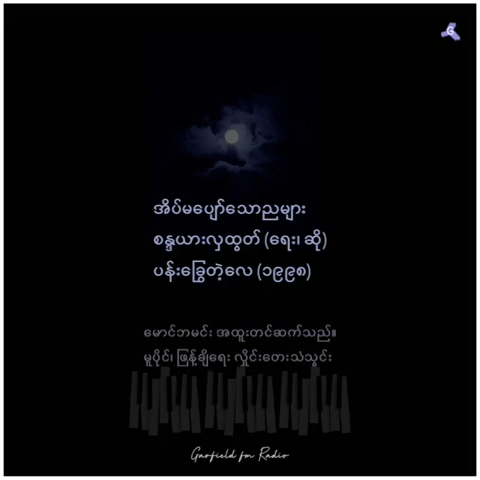 G
အိပ်မပျော်သောညများ
စန္ဒယားလှထွတ် (ရေး၊ ဆို)
ပန်းခြွေတဲ့လေ (၁၉၉၈)
မောင်ဘမင်း အထူးတင်ဆက်သည်။
မူပိုင်၊ ဖြန့်ချိရေး လှိုင်းတေးသံသွင်း
Garfield fm Radio